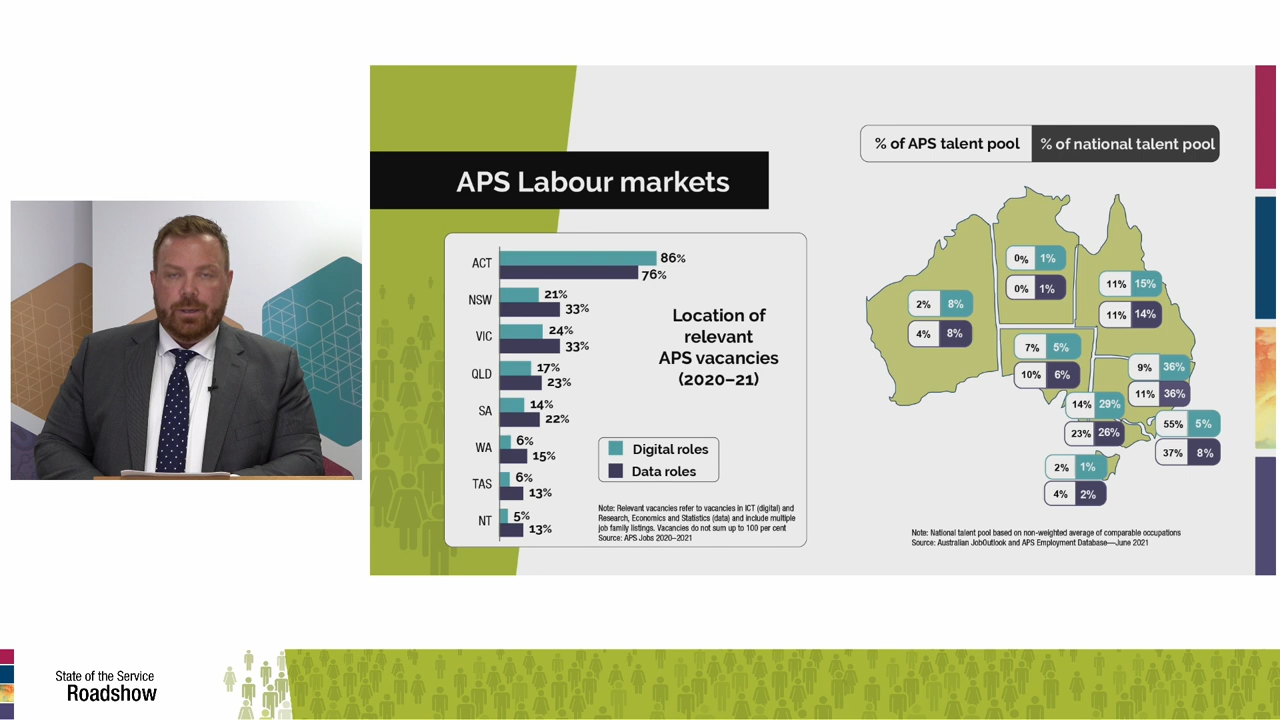 APS Labour markets
ACT
86%
76%
NSW
21%
33%
VIC
24%
33%
QLD
17%
23%
SA
14%
22%
WA
6%
15%
TAS
6%
13%
NT
5%
13%
Location of
relevant
APS vacancies
(2020–21)
Digital roles
Data roles
Note: Relevant vacancies refer to vacancies in ICT (digital) and
Research, Economics and Statistics (data) and include multiple
job family listings. Vacancies do not sum up to 100 per cent
Source: APS Jobs 2020–2021
% of APS talent pool % of national talent pool
0% 1%
0% 1%
2% 8%
4% 8%
11% 15%
11% 14%
7% 5%
10% 6%
9% 36%
11% 36%
14% 29%
23% 26%
55% 5%
37% 8%
2% 1%
4% 2%
Note: National talent pool based on non-weighted average of comparable occupations
Source: Australian JobOutlook and APS Employment Database—June 2021
State of the Service
Roadshow